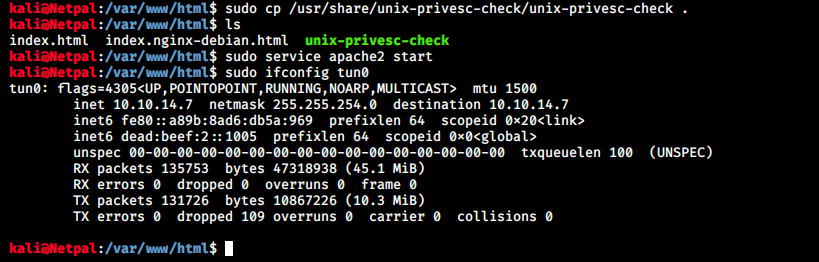 kali@Netpal:/var/www/html$ sudo cp /usr/share/unix-privesc-check/unix-privesc-check .
kali@Netpal:/var/www/html$ ls
index.html  index.nginx-debian.html  unix-privesc-check
kali@Netpal:/var/www/html$ sudo service apache2 start
kali@Netpal:/var/www/html$ sudo ifconfig tun0
tun0: flags=4305<UP,POINTOPOINT,RUNNING,NOARP,MULTICAST>  mtu 1500
        inet 10.10.14.7  netmask 255.255.254.0  destination 10.10.14.7
        inet6 fe80::a89b:8ad6:db5a:969  prefixlen 64  scopeid 0×20<link>
        inet6 dead:beef:2::1005  prefixlen 64  scopeid 0×0<global>
        unspec 00-00-00-00-00-00-00-00-00-00-00-00-00-00-00-00  txqueuelen 100  (UNSPEC)
        RX packets 135753  bytes 47318938 (45.1 MiB)
        RX errors 0  dropped 0  overruns 0  frame 0
        TX packets 131726  bytes 10867226 (10.3 MiB)
        TX errors 0  dropped 109 overruns 0  carrier 0  collisions 0
kali@Netpal:/var/www/html$